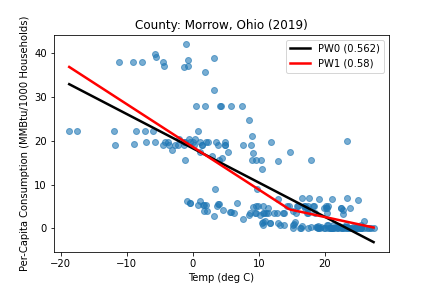 County: Morrow, Ohio (2019)
PW0 (0.562)
PW1 (0.58)
Per-Capita Consumption (MMBtu/1000 Households)
40
30
20
10
0
−20
−10
0
10
20
Temp (deg C)